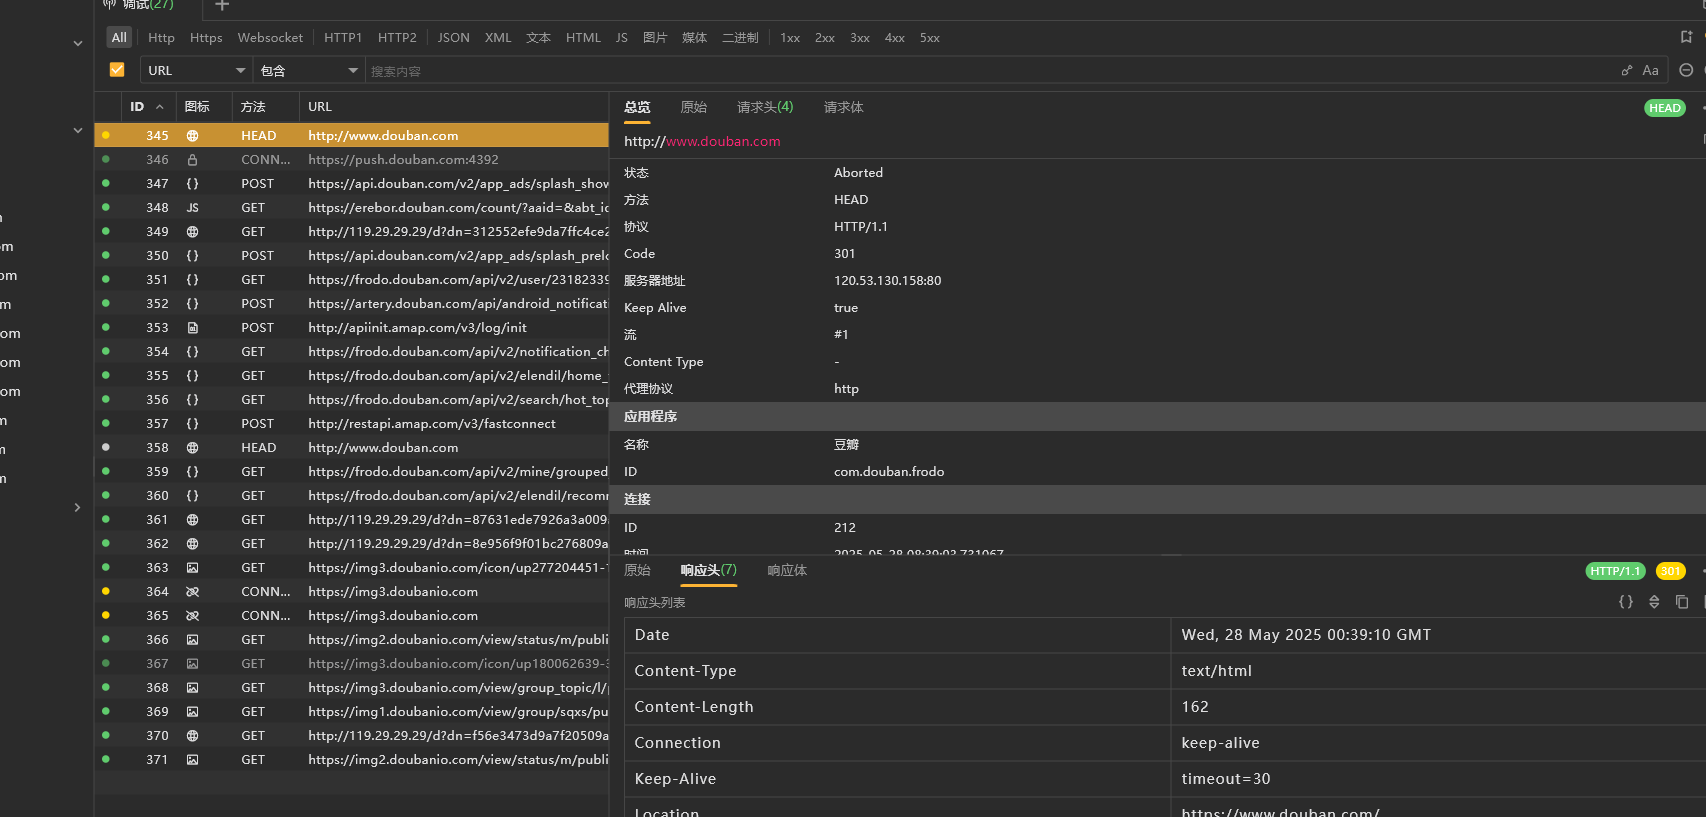 调试(27)
All Http Https Websocket HTTP1 HTTP2 JSON XML 文本 HTML JS 图片 媒体 二进制 1xx 2xx 3xx 4xx 5xx
URL 包含 搜索内容 Aa
ID 图标 方法 URL
345 HEAD http://www.douban.com
346 CONN... https://push.douban.com:4392
347 {} POST https://api.douban.com/v2/app_ads/splash_show
348 JS GET https://erebor.douban.com/count/?aaid=&abt_id
349 GET http://119.29.29.29/d?dn=312552efe9da7ffc4ce2
350 {} POST https://api.douban.com/v2/app_ads/splash_prelo
351 {} GET https://frodo.douban.com/api/v2/user/23182339
352 {} POST https://artery.douban.com/api/android_notificati
353 POST http://apiinit.amap.com/v3/log/init
354 {} GET https://frodo.douban.com/api/v2/notification_ch
355 {} GET https://frodo.douban.com/api/v2/elendil/home_
356 {} GET https://frodo.douban.com/api/v2/search/hot_top
357 {} POST http://restapi.amap.com/v3/fastconnect
358 HEAD http://www.douban.com
359 {} GET https://frodo.douban.com/api/v2/mine/grouped
360 {} GET https://frodo.douban.com/api/v2/elendil/recomm
361 GET http://119.29.29.29/d?dn=87631ede7926a3a009
362 GET http://119.29.29.29/d?dn=8e956f9f01bc276809a
363 GET https://img3.doubanio.com/icon/up277204451-
364 CONN... https://img3.doubanio.com
365 CONN... https://img3.doubanio.com
366 GET https://img2.doubanio.com/view/status/m/publi
367 GET https://img3.doubanio.com/icon/up180062639-3
368 GET https://img3.doubanio.com/view/group_topic/l/p
369 GET https://img1.doubanio.com/view/group/sqxs/pu
370 GET http://119.29.29.29/d?dn=f56e3473d9a7f20509a
371 GET https://img2.doubanio.com/view/status/m/publi
总览 原始 请求头(4) 请求体 HEAD
http://www.douban.com
状态 Aborted
方法 HEAD
协议 HTTP/1.1
Code 301
服务器地址 120.53.130.158:80
Keep Alive true
流 #1
Content Type -
代理协议 http
应用程序
名称 豆瓣
ID com.douban.frodo
连接
ID 212
时间 2025-05-28 08:39:03.731067
原始 响应头(7) 响应体 HTTP/1.1 301
响应头列表 {}
Date Wed, 28 May 2025 00:39:10 GMT
Content-Type text/html
Content-Length 162
Connection keep-alive
Keep-Alive timeout=30
Location https://www.douban.com/